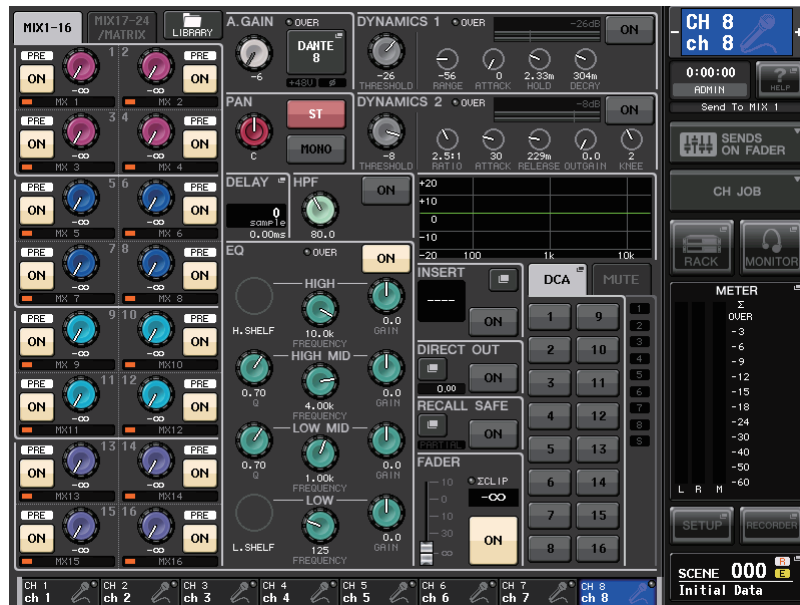 MIX1-16
MIX17-24
/MATRIX
LIBRARY
PRE
1 2
PRE
ON
ON
-∞
-∞
MX 1
MX 2
PRE
3 4
PRE
ON
ON
-∞
-∞
MX 3
MX 4
PRE
5 6
PRE
ON
ON
-∞
-∞
MX 5
MX 6
PRE
7 8
PRE
ON
ON
-∞
-∞
MX 7
MX 8
PRE
9 10
PRE
ON
ON
-∞
-∞
MX 9
MX10
PRE
11 12
PRE
ON
ON
-∞
-∞
MX11
MX12
PRE
13 14
PRE
ON
ON
-∞
-∞
MX13
MX14
PRE
15 16
PRE
ON
ON
-∞
-∞
MX15
MX16
A.GAIN
OVER
-6
DANTE
8
+48V
ø
PAN
C
ST
MONO
DELAY
0
sample
0.00ms
HPF
80.0
ON
DYNAMICS 1
OVER
-26dB
ON
-26
THRESHOLD
-56
RANGE
0
ATTACK
2.33m
HOLD
304m
DECAY
DYNAMICS 2
OVER
-8dB
ON
-8
THRESHOLD
2.5:1
RATIO
30
ATTACK
229m
RELEASE
0.0
OUTGAIN
2
KNEE
+20
+10
0
-10
-20
100
1k
10k
EQ
OVER
ON
HIGH
H.SHELF
10.0k
FREQUENCY
0.0
GAIN
HIGH MID
0.70
Q
4.00k
FREQUENCY
0.0
GAIN
LOW MID
0.70
Q
1.00k
FREQUENCY
0.0
GAIN
LOW
L.SHELF
125
FREQUENCY
0.0
GAIN
INSERT
----
ON
DIRECT OUT
0.00
ON
RECALL SAFE
PARTIAL
ON
FADER
10
0
-10
-30
-∞
ΣCLIP
-∞
ON
DCA
MUTE
1
9
2
10
3
11
4
12
5
13
6
14
7
15
8
16
1
2
3
4
5
6
7
8
S
- CH 8 +
ch 8
0:00:00
ADMIN
?
HELP
Send To MIX 1
SENDS
ON FADER
CH JOB
RACK
MONITOR
METER
Σ
OVER
-3
-6
-9
-12
-15
-18
-24
-30
-40
-50
-60
L R M
SETUP
RECORDER
SCENE 000 R
E
Initial Data
CH 1
ch 1
CH 2
ch 2
CH 3
ch 3
CH 4
ch 4
CH 5
ch 5
CH 6
ch 6
CH 7
ch 7
CH 8
ch 8